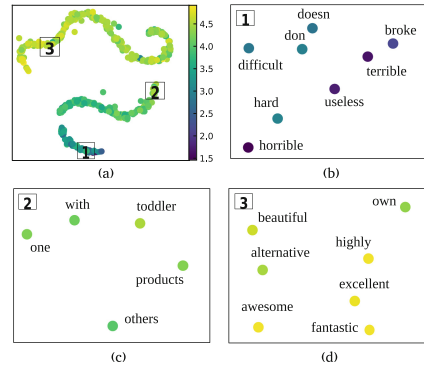 3
2
1
4,5
4,0
3,5
3,0
2,5
2,0
1,5
(a)
1
doesn
don
broke
difficult
terrible
useless
hard
horrible
(b)
2
with
toddler
one
products
others
(c)
3
own
beautiful
highly
alternative
excellent
awesome
fantastic
(d)